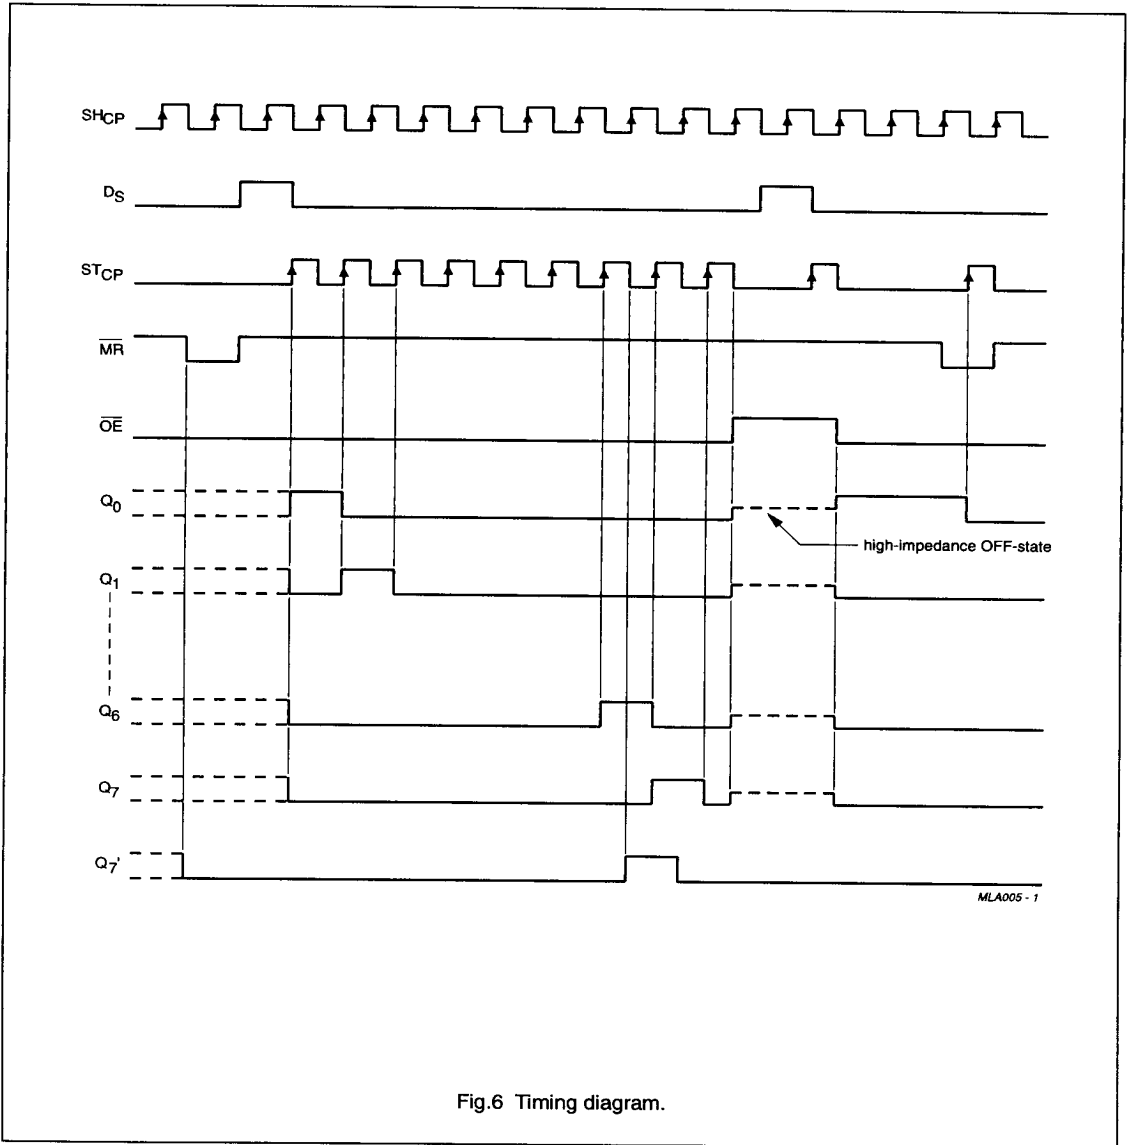 SHCP
DS
STCP
MR
OE
Q0
high-impedance OFF-state
Q1
Q6
Q7
Q7'
MLA005 - 1
Fig.6 Timing diagram.